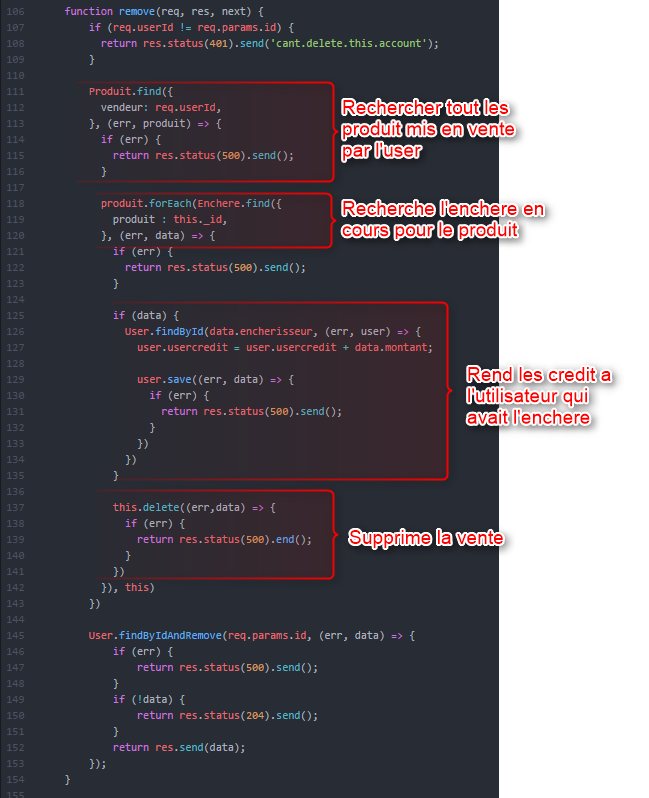 106 function remove(req, res, next) {
107 if (req.userId != req.params.id) {
108 return res.status(401).send('cant.delete.this.account');
109 }
110
111 Produit.find({
112 vendeur: req.userId,
113 }, (err, produit) => {
114 if (err) {
115 return res.status(500).send();
116 }
Rechercher tout les
produit mis en vente
par l'user
117
118 produit.forEach(Enchere.find({
119 produit : this._id,
120 }, (err, data) => {
Recherche l'enchere en
cours pour le produit
121 if (err) {
122 return res.status(500).send();
123 }
124
125 if (data) {
126 User.findById(data.encherisseur, (err, user) => {
127 user.usercredit = user.usercredit + data.montant;
128
129 user.save((err, data) => {
130 if (err) {
131 return res.status(500).send();
132 }
133 })
134 })
135 }
Rend les credit a
l'utilisateur qui
avait l'enchere
136
137 this.delete((err,data) => {
138 if (err) {
139 return res.status(500).end();
140 }
141 })
Supprime la vente
142 }), this)
143 })
144
145 User.findByIdAndRemove(req.params.id, (err, data) => {
146 if (err) {
147 return res.status(500).send();
148 }
149 if (!data) {
150 return res.status(204).send();
151 }
152 return res.send(data);
153 });
154 }
155